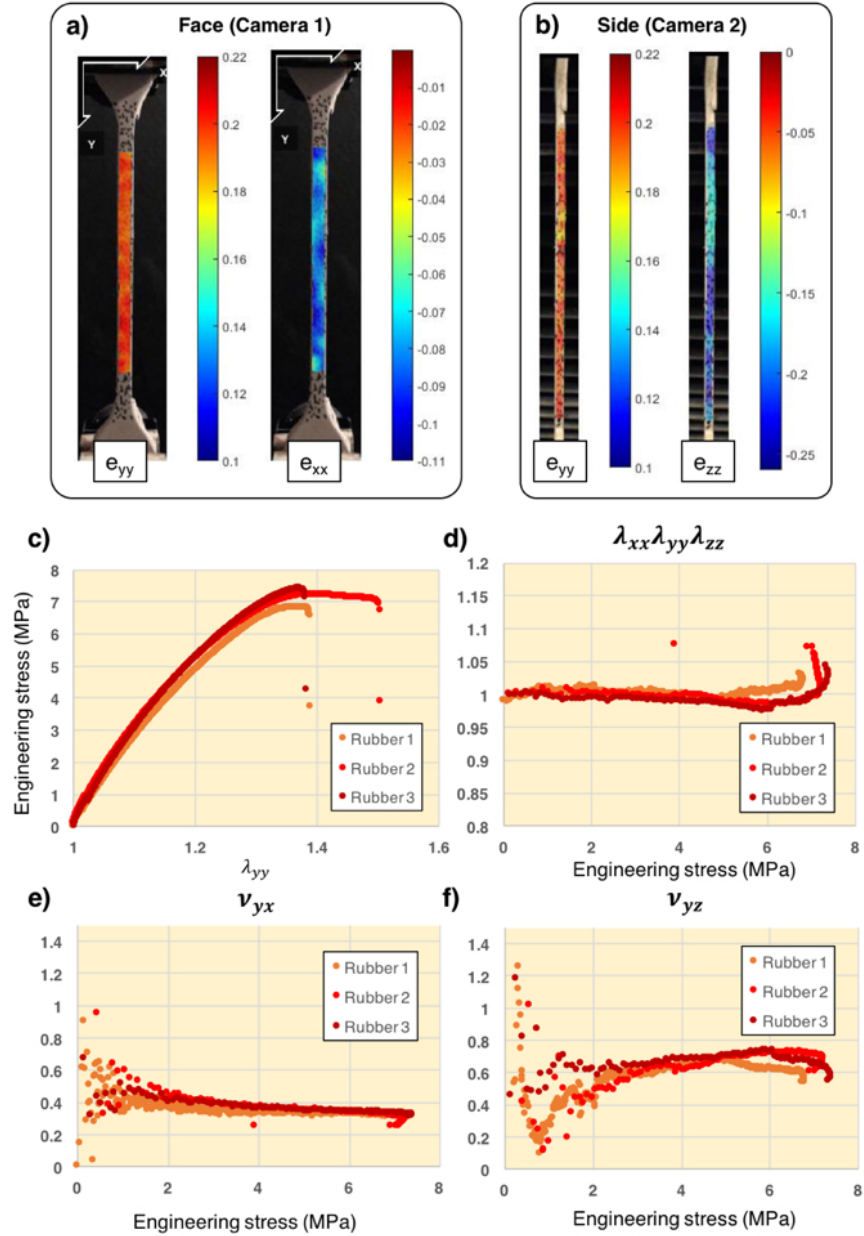 a) Face (Camera 1)
X
Y
0.22
0.2
0.18
0.16
0.14
0.12
0.1
e_yy
X
Y
-0.01
-0.02
-0.03
-0.04
-0.05
-0.06
-0.07
-0.08
-0.09
-0.1
-0.11
e_xx
b) Side (Camera 2)
0.22
0.2
0.18
0.16
0.14
0.12
0.1
e_yy
0
-0.05
-0.1
-0.15
-0.2
-0.25
e_zz
c)
Engineering stress (MPa)
8
7
6
5
4
3
2
1
0
1 1.2 1.4 1.6
λ_yy
Rubber 1
Rubber 2
Rubber 3
d) λ_xxλ_yyλ_zz
1.2
1.15
1.1
1.05
1
0.95
0.9
0.85
0.8
0 2 4 6 8
Engineering stress (MPa)
Rubber 1
Rubber 2
Rubber 3
e) ν_yx
1.4
1.2
1
0.8
0.6
0.4
0.2
0
0 2 4 6 8
Engineering stress (MPa)
Rubber 1
Rubber 2
Rubber 3
f) ν_yz
1.4
1.2
1
0.8
0.6
0.4
0.2
0
0 2 4 6 8
Engineering stress (MPa)
Rubber 1
Rubber 2
Rubber 3